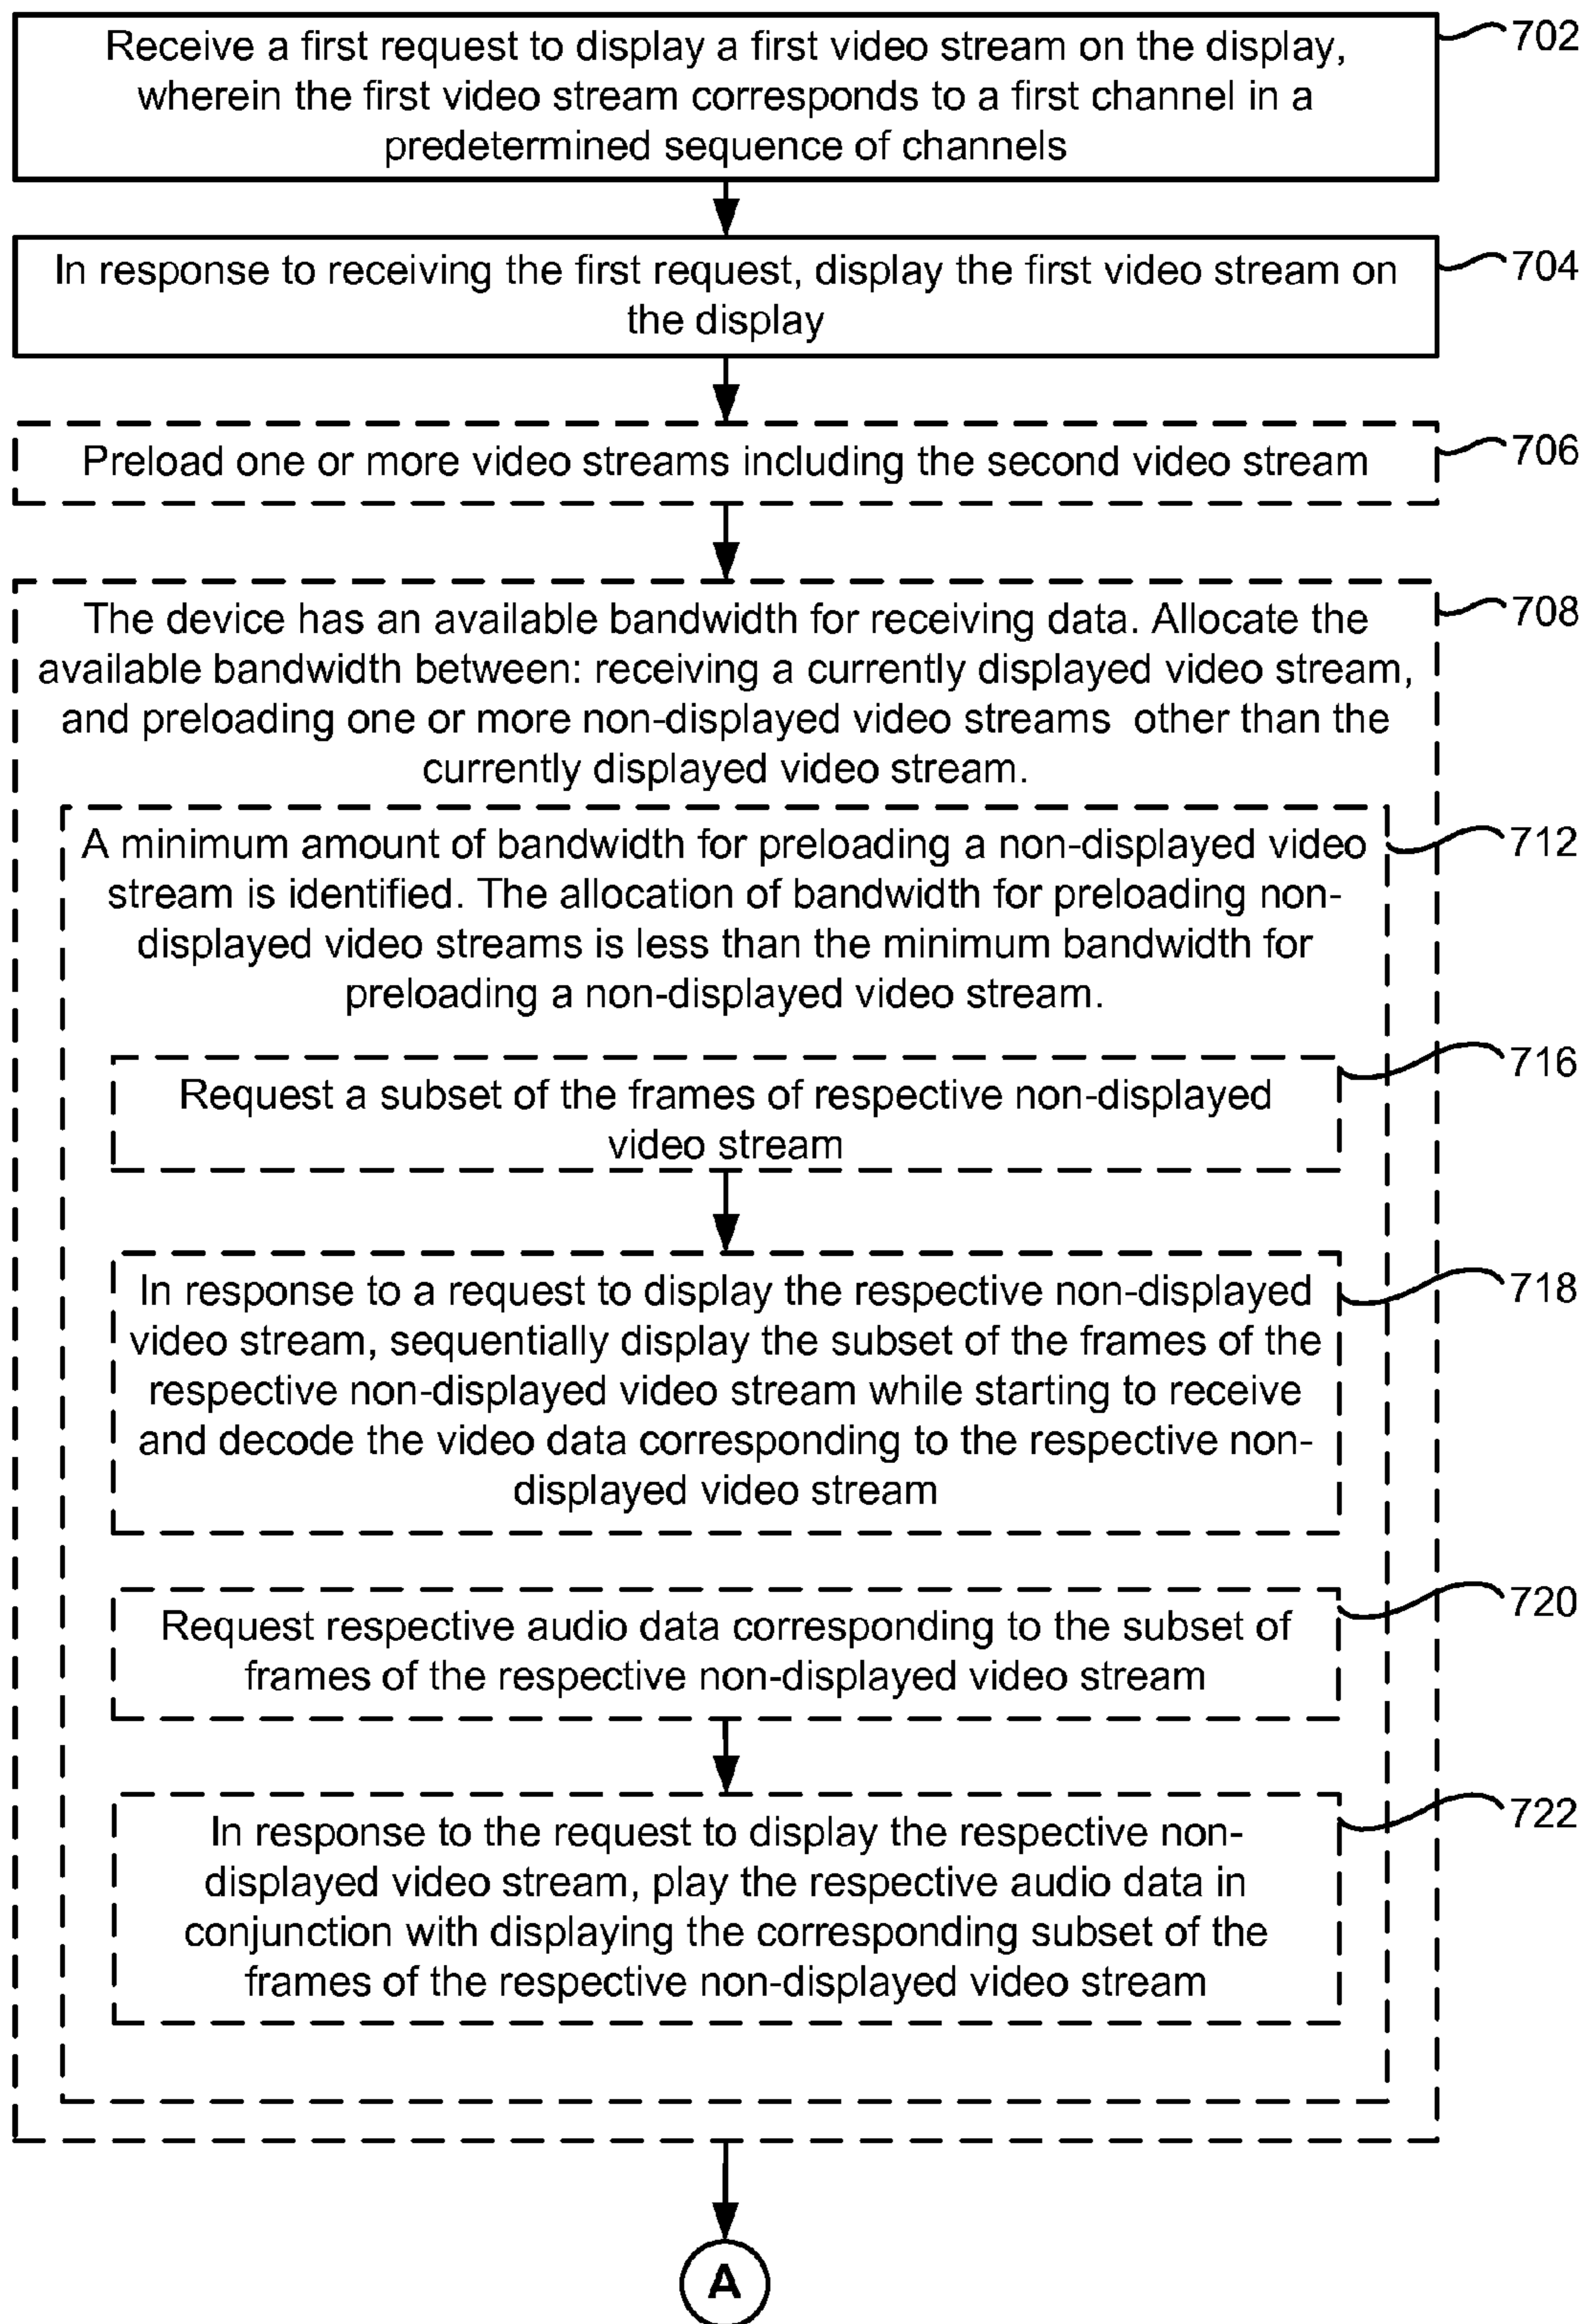 Receive a first request to display a first video stream on the display,
wherein the first video stream corresponds to a first channel in a
predetermined sequence of channels
702
In response to receiving the first request, display the first video stream on
the display
704
Preload one or more video streams including the second video stream
706
The device has an available bandwidth for receiving data. Allocate the
available bandwidth between: receiving a currently displayed video stream,
and preloading one or more non-displayed video streams other than the
currently displayed video stream.
708
A minimum amount of bandwidth for preloading a non-displayed video
stream is identified. The allocation of bandwidth for preloading non-
displayed video streams is less than the minimum bandwidth for
preloading a non-displayed video stream.
712
Request a subset of the frames of respective non-displayed
video stream
716
In response to a request to display the respective non-displayed
video stream, sequentially display the subset of the frames of the
respective non-displayed video stream while starting to receive
and decode the video data corresponding to the respective non-
displayed video stream
718
Request respective audio data corresponding to the subset of
frames of the respective non-displayed video stream
720
In response to the request to display the respective non-
displayed video stream, play the respective audio data in
conjunction with displaying the corresponding subset of the
frames of the respective non-displayed video stream
722
A